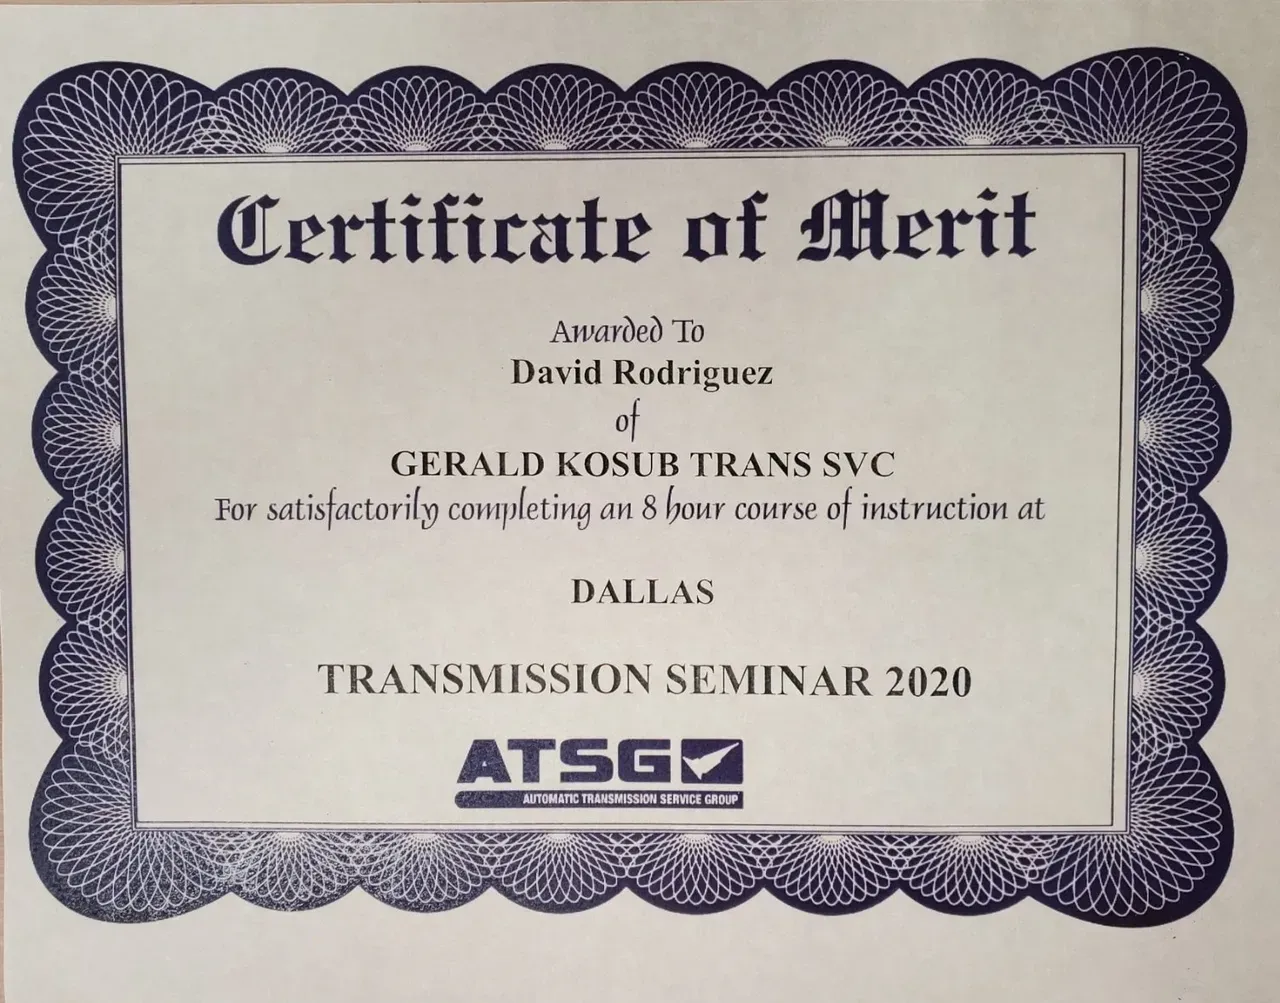 Certificate of Merit
Awarded To
David Rodriguez
of
GERALD KOSUB TRANS SVC
For satisfactorily completing an 8 hour course of instruction at
DALLAS
TRANSMISSION SEMINAR 2020
ATSG
AUTOMATIC TRANSMISSION SERVICE GROUP